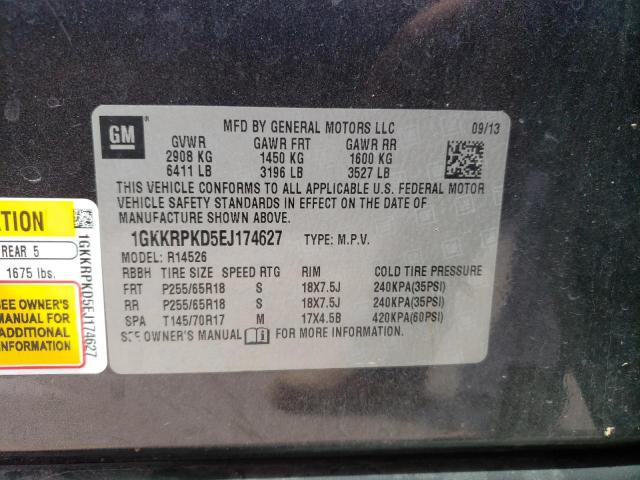 GM
®
MFD BY GENERAL MOTORS LLC 09/13
GVWR GAWR FRT GAWR RR
2908 KG 1450 KG 1600 KG
6411 LB 3196 LB 3527 LB
THIS VEHICLE CONFORMS TO ALL APPLICABLE U.S. FEDERAL MOTOR
VEHICLE SAFETY STANDARDS IN EFFECT ON THE DATE OF
MANUFACTURE SHOWN ABOVE.
1GKKRPKD5EJ174627 TYPE: M.P.V.
MODEL: R14526
RBBH TIRE SIZE SPEED RTG RIM COLD TIRE PRESSURE
FRT P255/65R18 S 18X7.5J 240KPA(35PSI)
RR P255/65R18 S 18X7.5J 240KPA(35PSI)
SPA T145/70R17 M 17X4.5B 420KPA(60PSI)
SEE OWNER'S MANUAL FOR MORE INFORMATION.
REAR 5
1675 lbs.
SEE OWNER'S
MANUAL FOR
ADDITIONAL
INFORMATION
1GKKRPKD5EJ174627